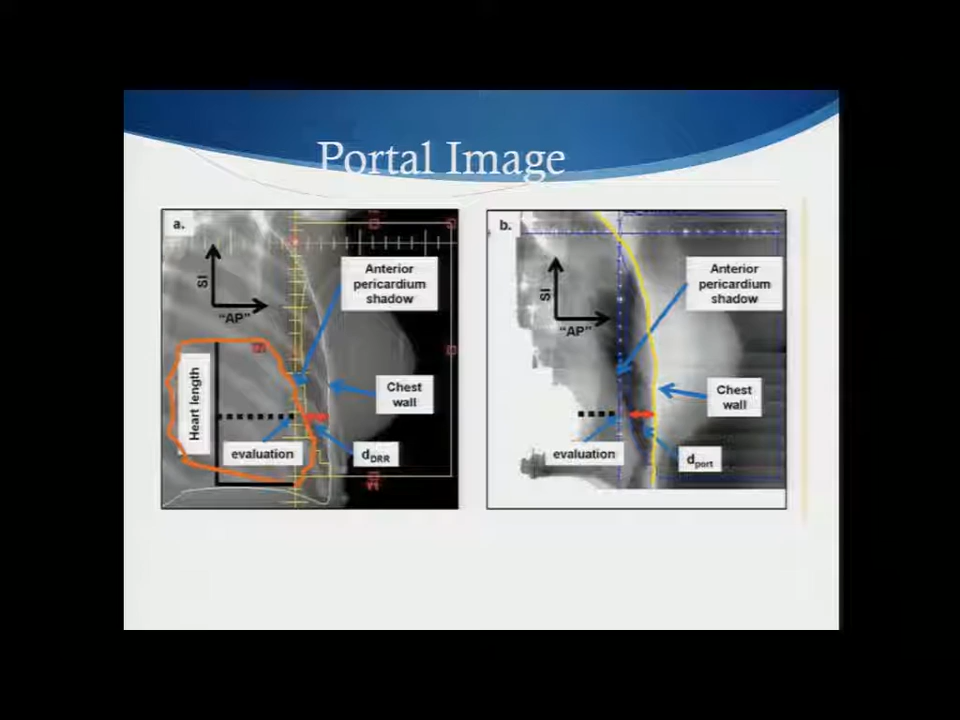 Portal Image
a.
SI
"AP"
Anterior
pericardium
shadow
Heart length
Chest
wall
evaluation
dDRR
b.
SI
"AP"
Anterior
pericardium
shadow
Chest
wall
evaluation
dport